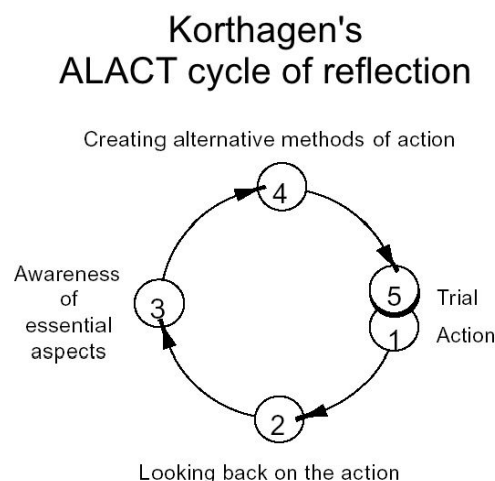 Korthagen's
ALACT cycle of reflection
Creating alternative methods of action
4
Awareness
of
essential
aspects
3
5
Trial
1
Action
2
Looking back on the action